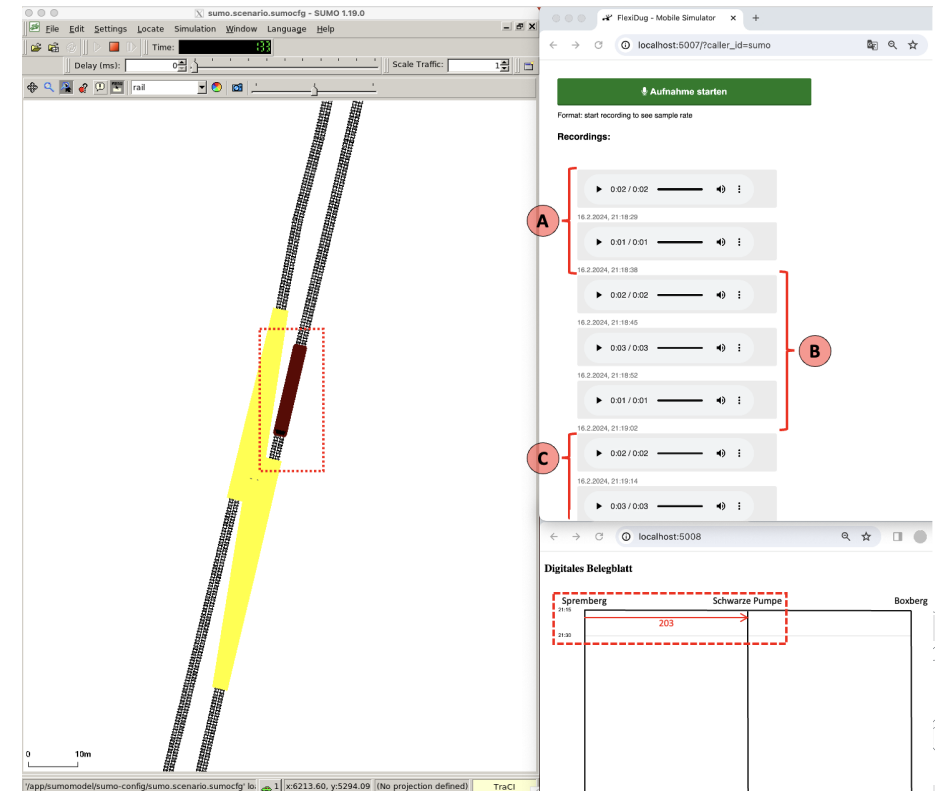 sumo.scenario.sumocfg - SUMO 1.19.0
File Edit Settings Locate Simulation Window Language Help
Time: 133
Delay (ms): 0
Scale Traffic: 1
rail
0 10m
'/app/sumomodel/sumo-config/sumo.scenario.sumocfg' lo
1
x:6213.60, y:5294.09
(No projection defined)
TraCI
FlexiDug - Mobile Simulator
localhost:5007/?caller_id=sumo
Aufnahme starten
Format: start recording to see sample rate
Recordings:
0:02 / 0:02
A
16.2.2024, 21:18:29
0:01 / 0:01
16.2.2024, 21:18:38
0:02 / 0:02
16.2.2024, 21:18:45
0:03 / 0:03
B
16.2.2024, 21:18:52
0:01 / 0:01
16.2.2024, 21:19:02
C
0:02 / 0:02
16.2.2024, 21:19:14
0:03 / 0:03
localhost:5008
Digitales Belegblatt
Spremberg Schwarze Pumpe Boxberg
21:15
203
21:30